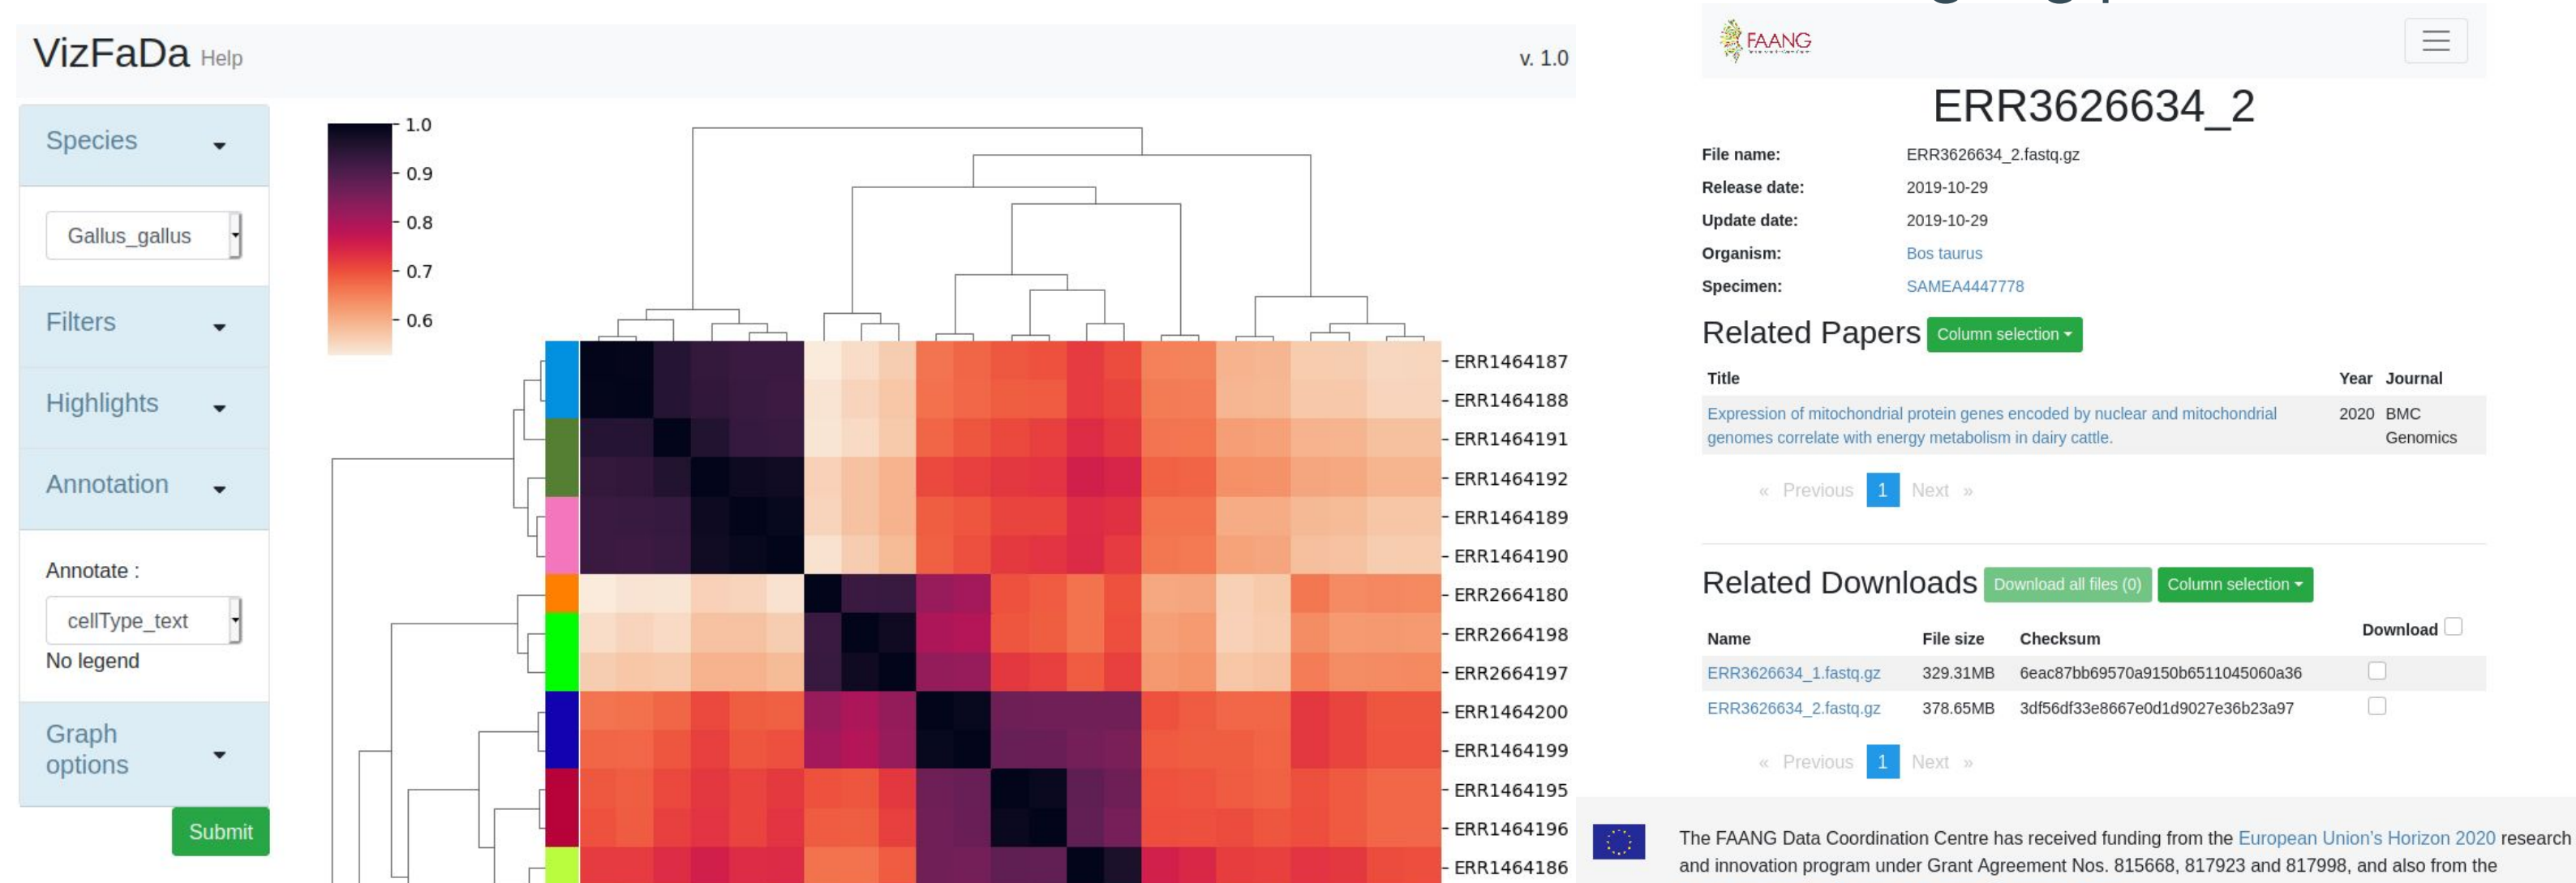 VizFaDa Help
v. 1.0
Species
Gallus_gallus
Filters
Highlights
Annotation
Annotate :
cellType_text
No legend
Graph
options
Submit
1.0
0.9
0.8
0.7
0.6
ERR1464187
ERR1464188
ERR1464191
ERR1464192
ERR1464189
ERR1464190
ERR2664180
ERR2664198
ERR2664197
ERR1464200
ERR1464199
ERR1464195
ERR1464196
ERR1464186
FAANG
ERR3626634_2
File name: ERR3626634_2.fastq.gz
Release date: 2019-10-29
Update date: 2019-10-29
Organism: Bos taurus
Specimen: SAMEA4447778
Related Papers Column selection
Title Year Journal
Expression of mitochondrial protein genes encoded by nuclear and mitochondrial 2020 BMC
genomes correlate with energy metabolism in dairy cattle. Genomics
« Previous 1 Next »
Related Downloads Download all files (0) Column selection
Name File size Checksum Download
ERR3626634_1.fastq.gz 329.31MB 6eac87bb69570a9150b6511045060a36
ERR3626634_2.fastq.gz 378.65MB 3df56df33e8667e0d1d9027e36b23a97
« Previous 1 Next »
The FAANG Data Coordination Centre has received funding from the European Union's Horizon 2020 research
and innovation program under Grant Agreement Nos. 815668, 817923 and 817998, and also from the